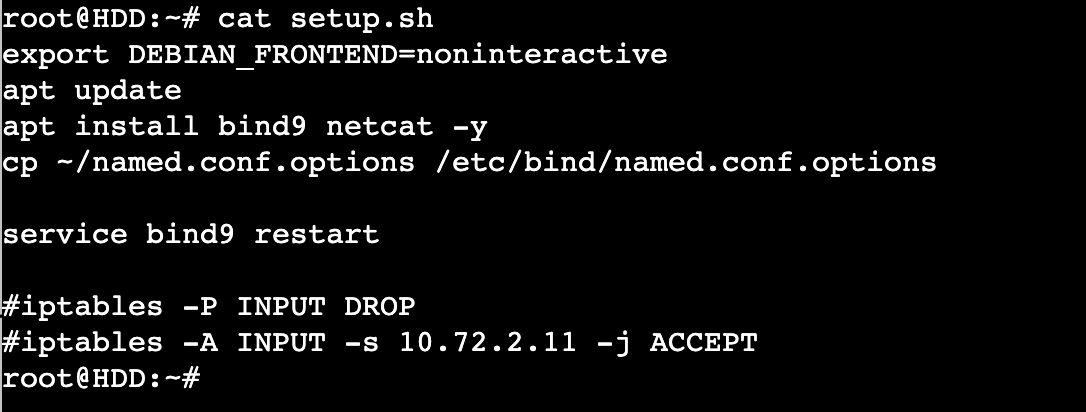 root@HDD:~# cat setup.sh
export DEBIAN_FRONTEND=noninteractive
apt update
apt install bind9 netcat -y
cp ~/named.conf.options /etc/bind/named.conf.options
service bind9 restart
#iptables -P INPUT DROP
#iptables -A INPUT -s 10.72.2.11 -j ACCEPT
root@HDD:~#